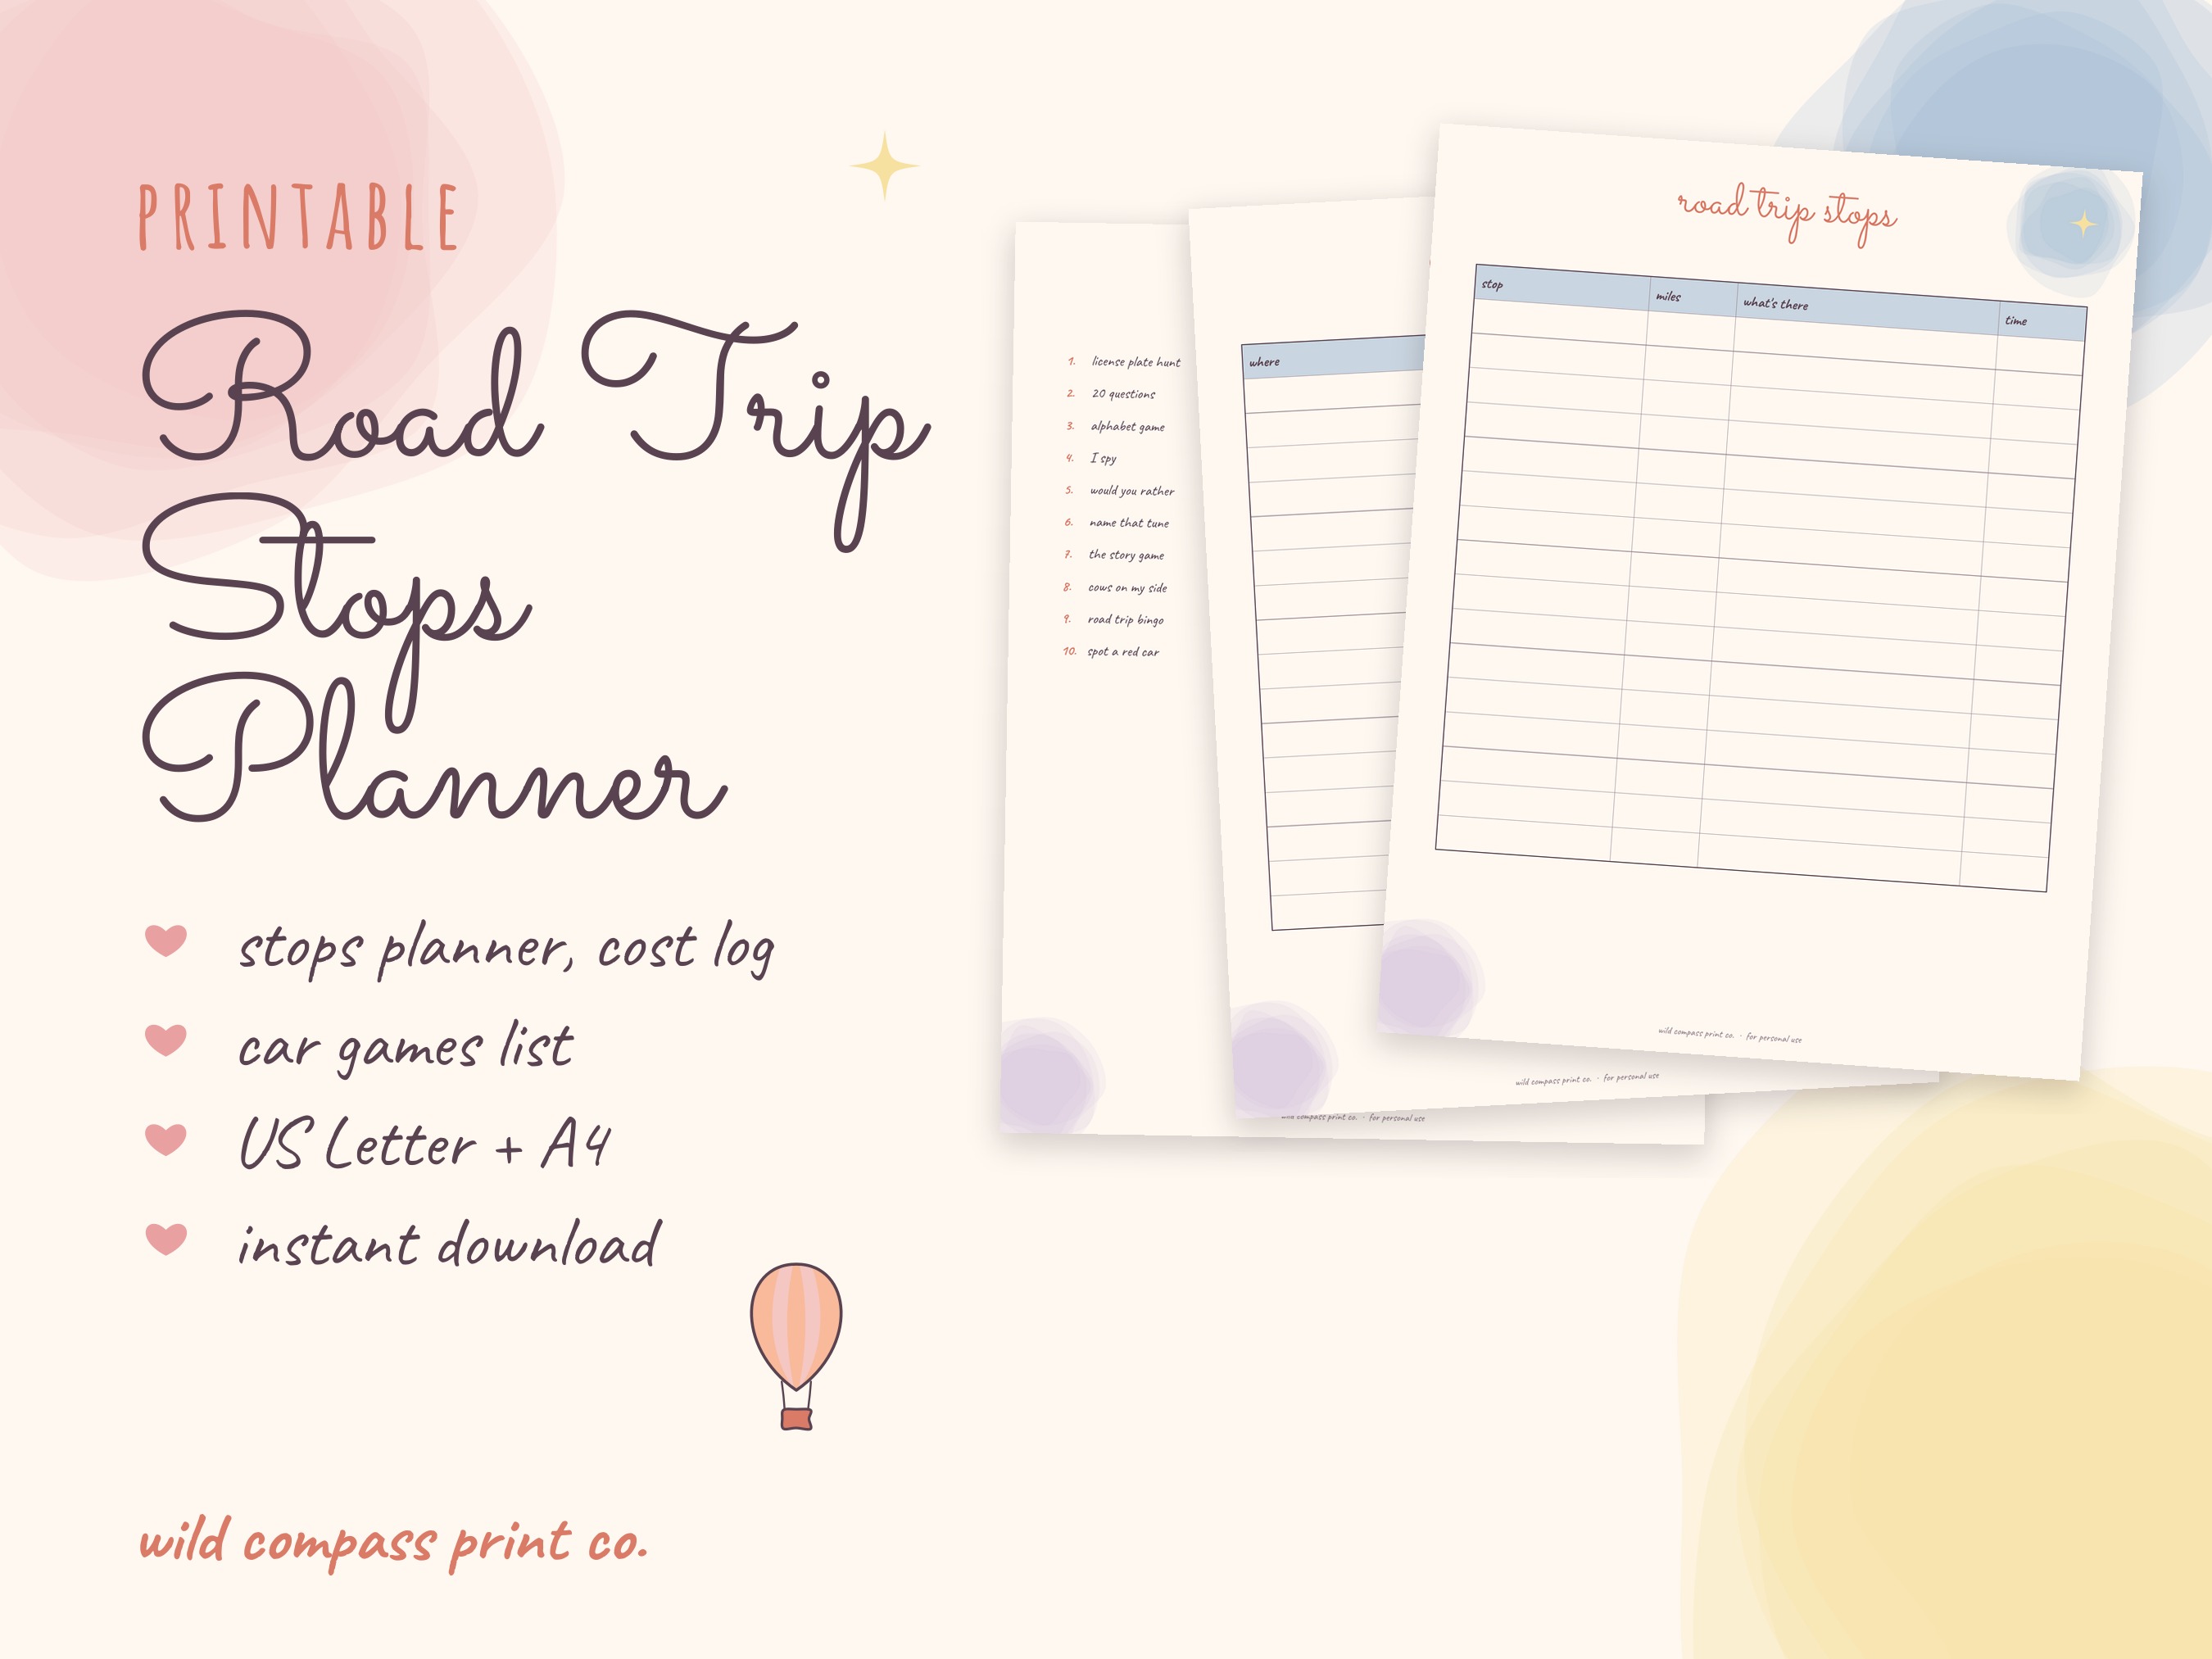 PRINTABLE
Road Trip
Stops
Planner
stops planner, cost log
car games list
US Letter + A4
instant download
wild compass print co.
1. license plate hunt
2. 20 questions
3. alphabet game
4. I spy
5. would you rather
6. name that tune
7. the story game
8. cows on my side
9. road trip bingo
10. spot a red car
wild compass print co. · for personal use
where
wild compass print co. · for personal use
road trip stops
stop miles what's there time
wild compass print co. · for personal use